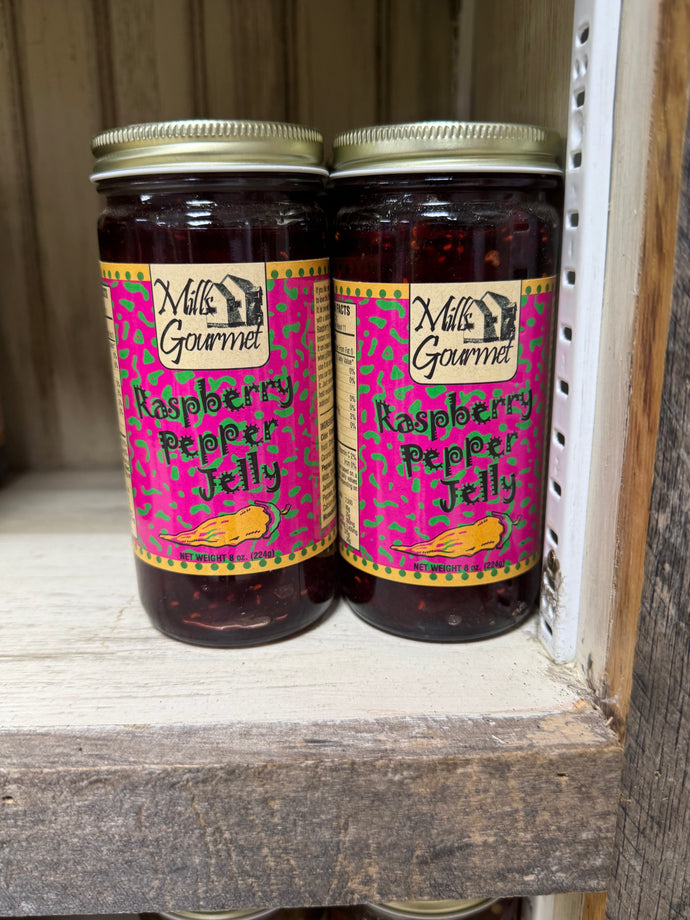 Mills
Gourmet
Raspberry
Pepper
Jelly
NET WEIGHT 8 oz. (224g)
FACTS
Mills
Gourmet
Raspberry
Pepper
Jelly
NET WEIGHT 8 oz. (224g)